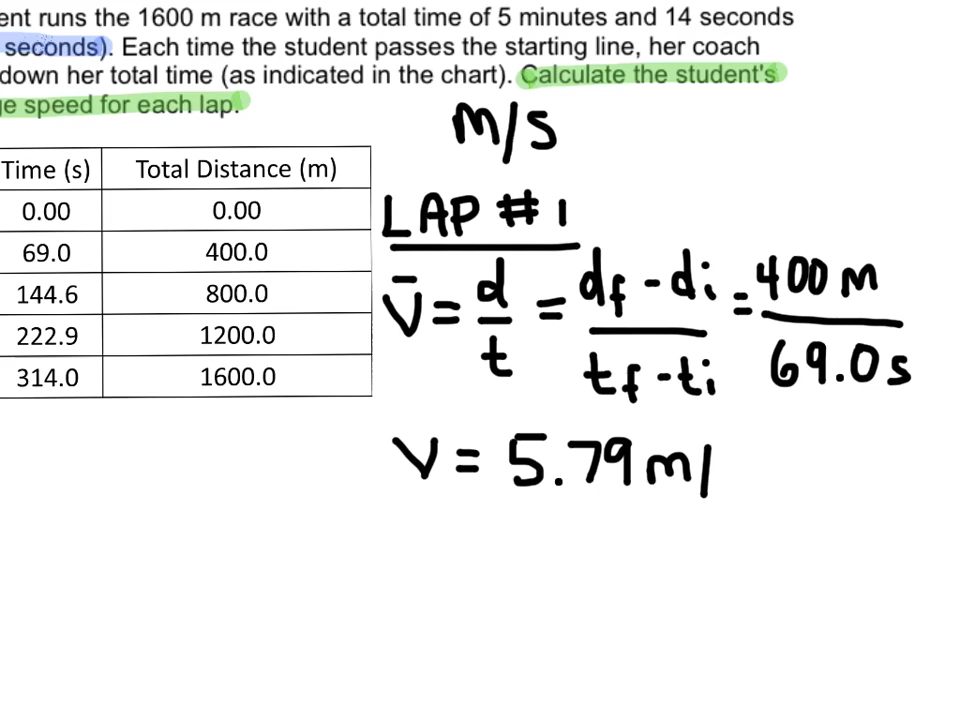 ent runs the 1600 m race with a total time of 5 minutes and 14 seconds
seconds). Each time the student passes the starting line, her coach
down her total time (as indicated in the chart). Calculate the student's
ge speed for each lap.
m/s
Time (s) Total Distance (m)
0.00 0.00
69.0 400.0
144.6 800.0
222.9 1200.0
314.0 1600.0
LAP # 1
v̄ = d/t = df - di / tf - ti = 400 m / 69.0 s
v = 5.79 m/